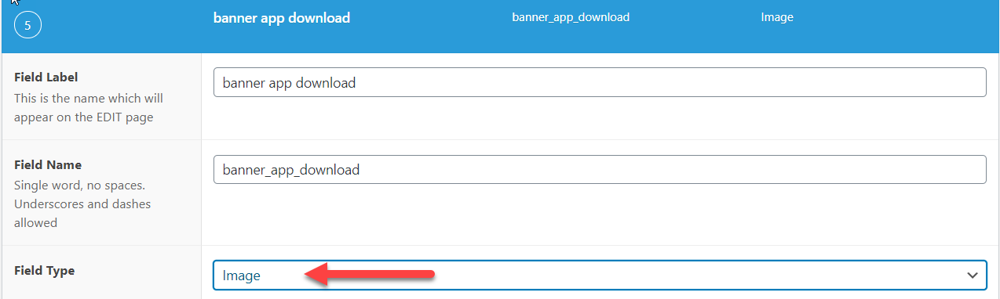 5 banner app download banner_app_download Image
Field Label
This is the name which will
appear on the EDIT page
banner app download
Field Name
Single word, no spaces.
Underscores and dashes
allowed
banner_app_download
Field Type
Image